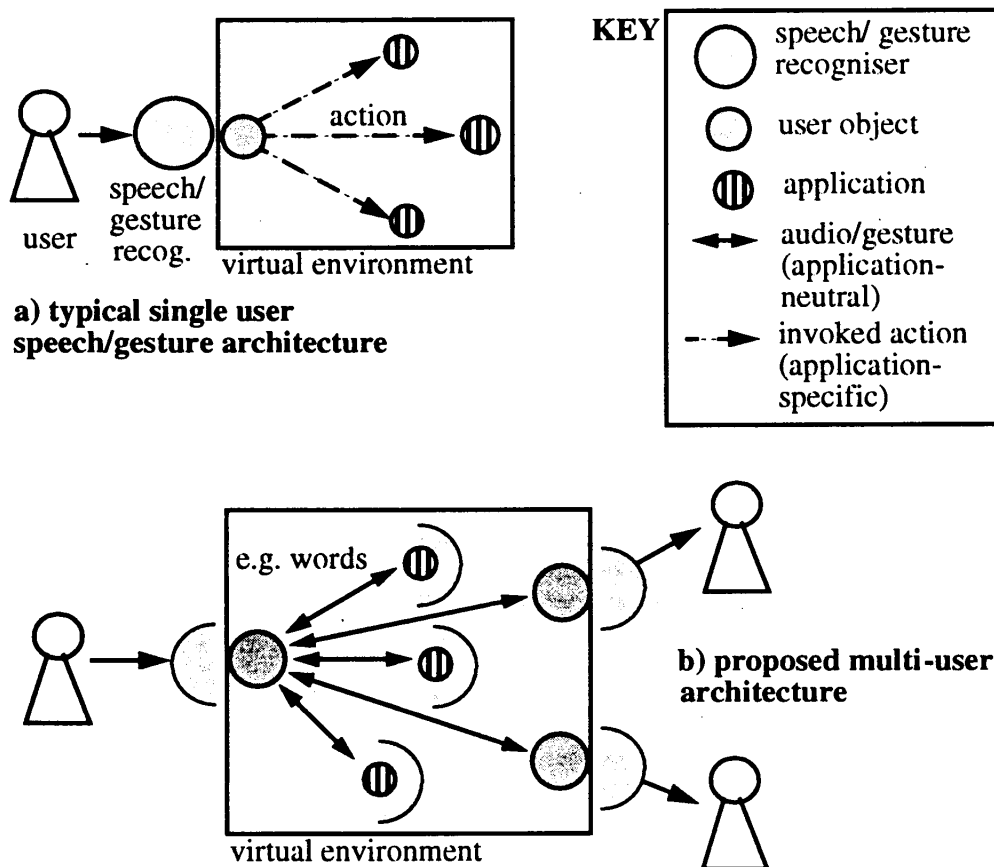 KEY
speech/ gesture
recogniser
user object
application
audio/gesture
(application-
neutral)
invoked action
(application-
specific)
action
speech/
gesture
recog.
user
virtual environment
a) typical single user
speech/gesture architecture
e.g. words
b) proposed multi-user
architecture
virtual environment